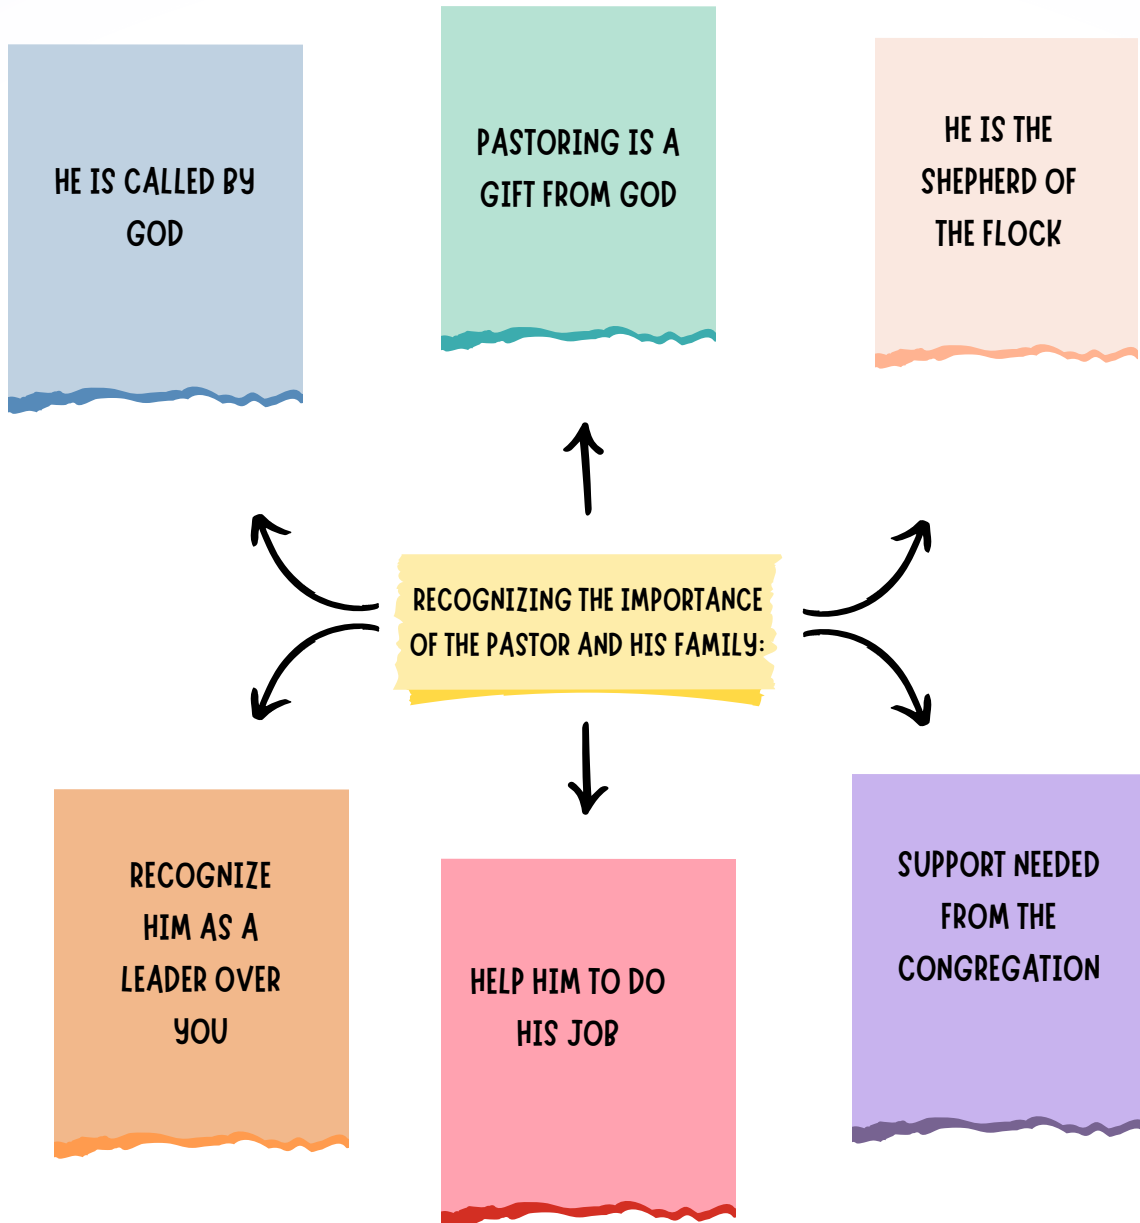 HE IS CALLED BY
GOD
PASTORING IS A
GIFT FROM GOD
HE IS THE
SHEPHERD OF
THE FLOCK
RECOGNIZING THE IMPORTANCE
OF THE PASTOR AND HIS FAMILY:
RECOGNIZE
HIM AS A
LEADER OVER
YOU
HELP HIM TO DO
HIS JOB
SUPPORT NEEDED
FROM THE
CONGREGATION